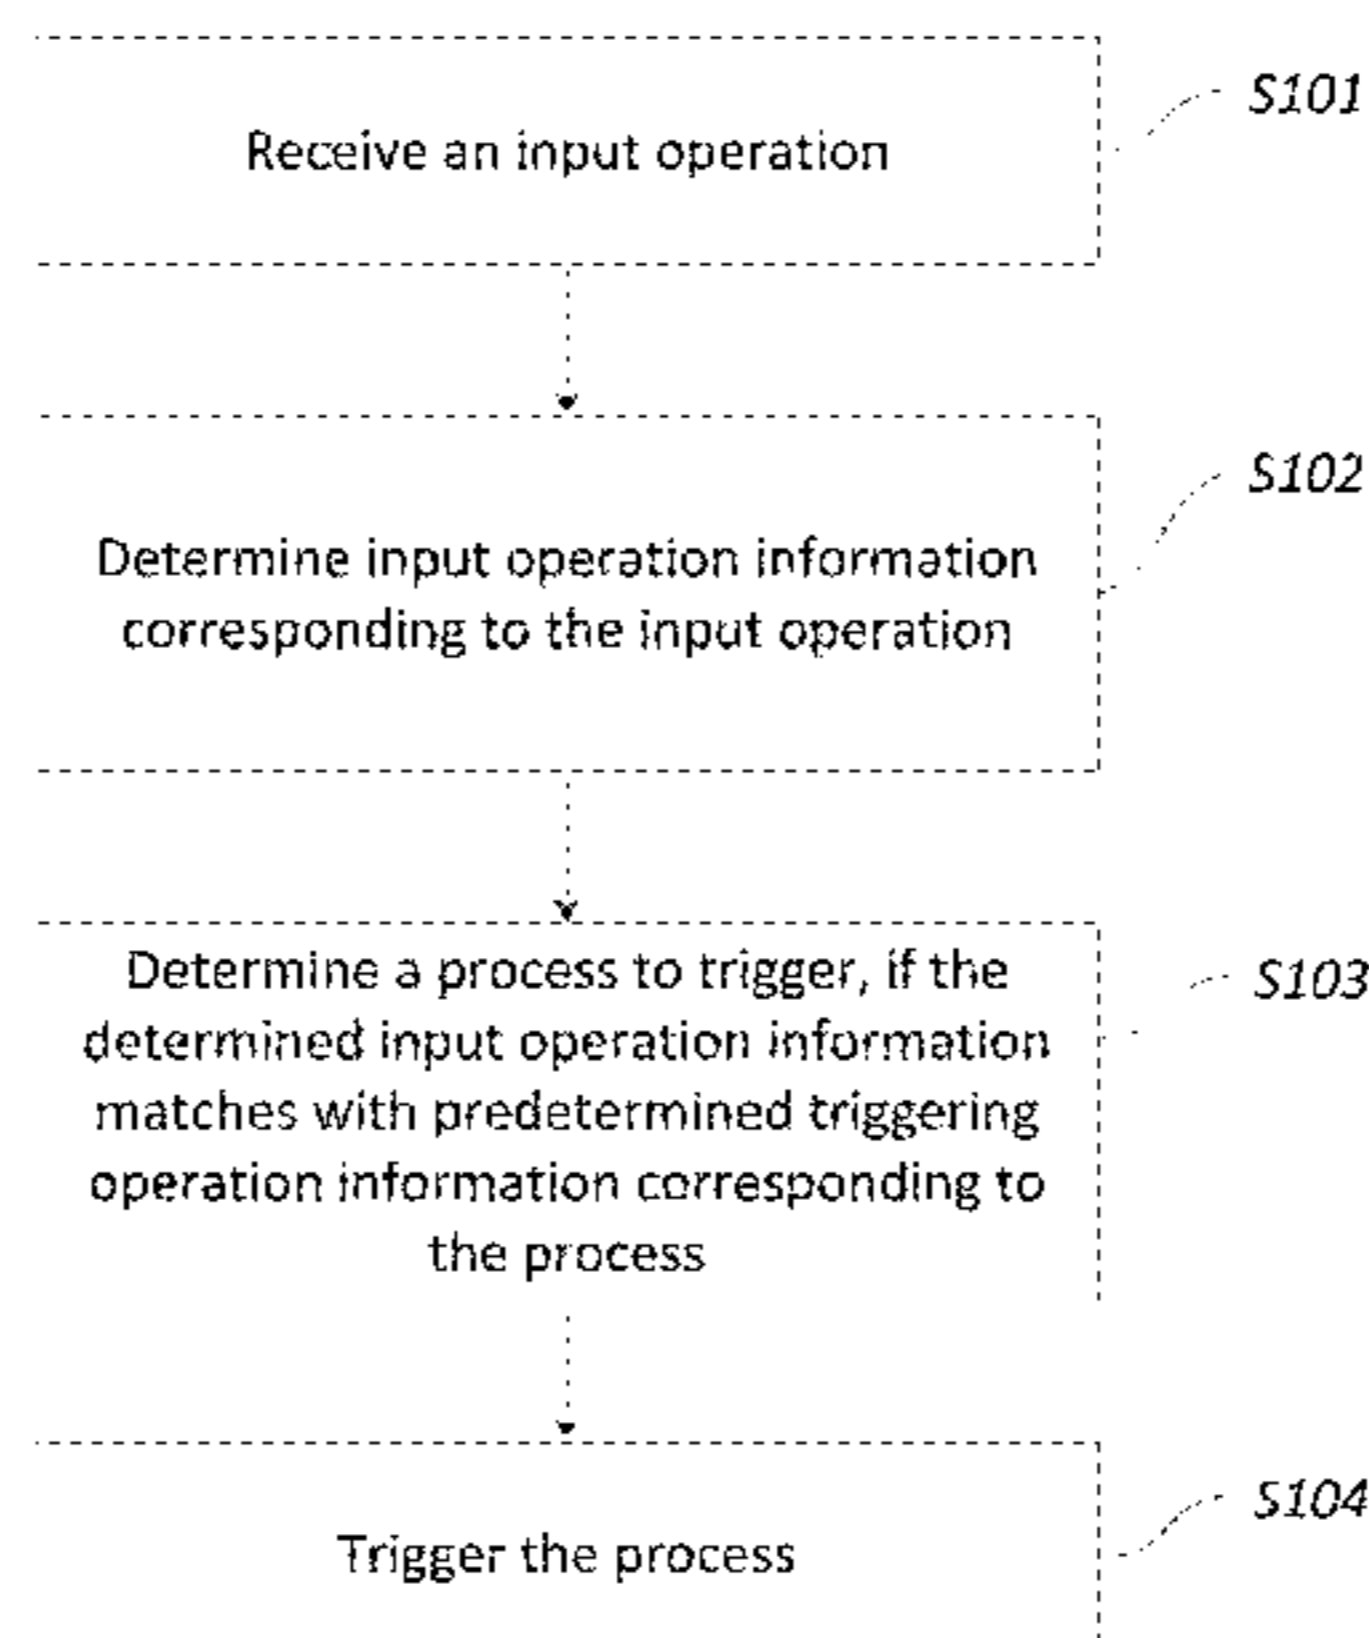 S101
Receive an input operation
S102
Determine input operation information
corresponding to the input operation
S103
Determine a process to trigger, if the
determined input operation information
matches with predetermined triggering
operation information corresponding to
the process
S104
Trigger the process